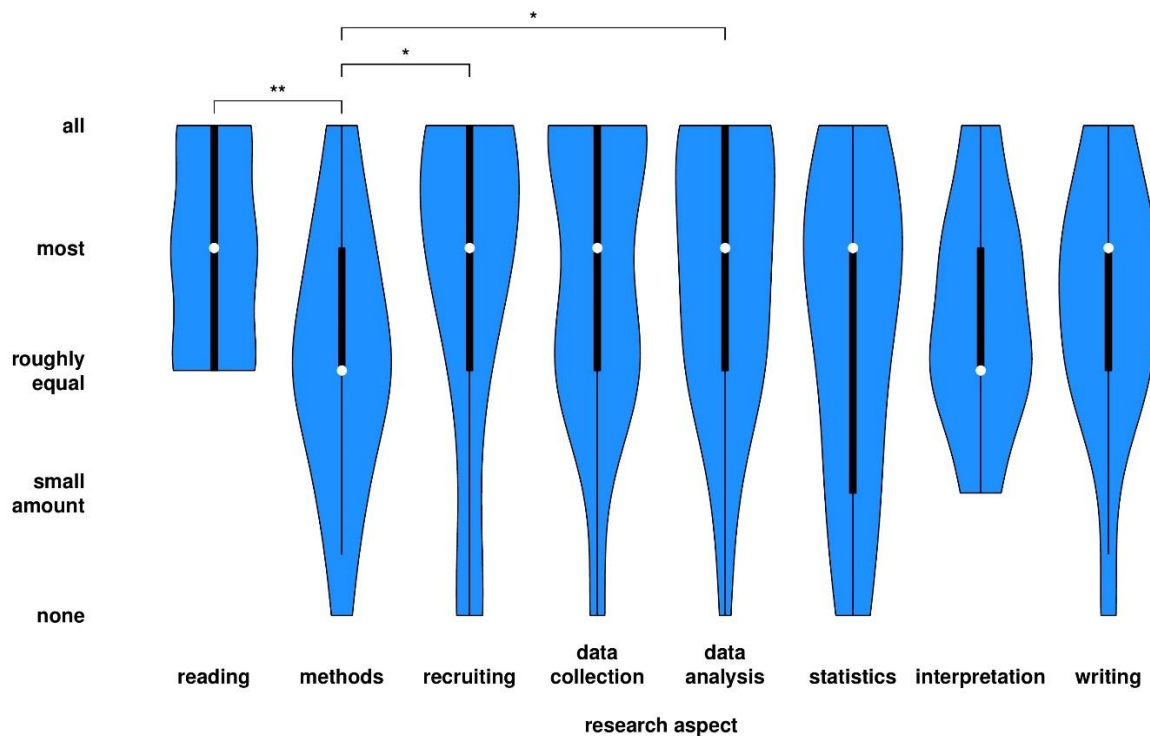 *
*
**
all
most
roughly
equal
small
amount
none
reading
methods
recruiting
data
collection
data
analysis
statistics
interpretation
writing
research aspect